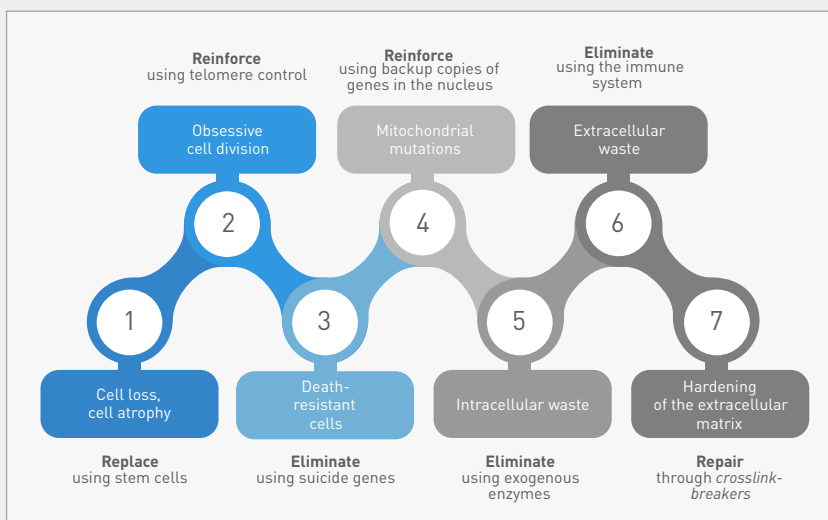 Reinforce
using telomere control
Reinforce
using backup copies of
genes in the nucleus
Eliminate
using the immune
system
Obsessive
cell division
Mitochondrial
mutations
Extracellular
waste
2
4
6
1
3
5
7
Cell loss,
cell atrophy
Death-
resistant
cells
Intracellular waste
Hardening
of the extracellular
matrix
Replace
using stem cells
Eliminate
using suicide genes
Eliminate
using exogenous
enzymes
Repair
through crosslink-
breakers